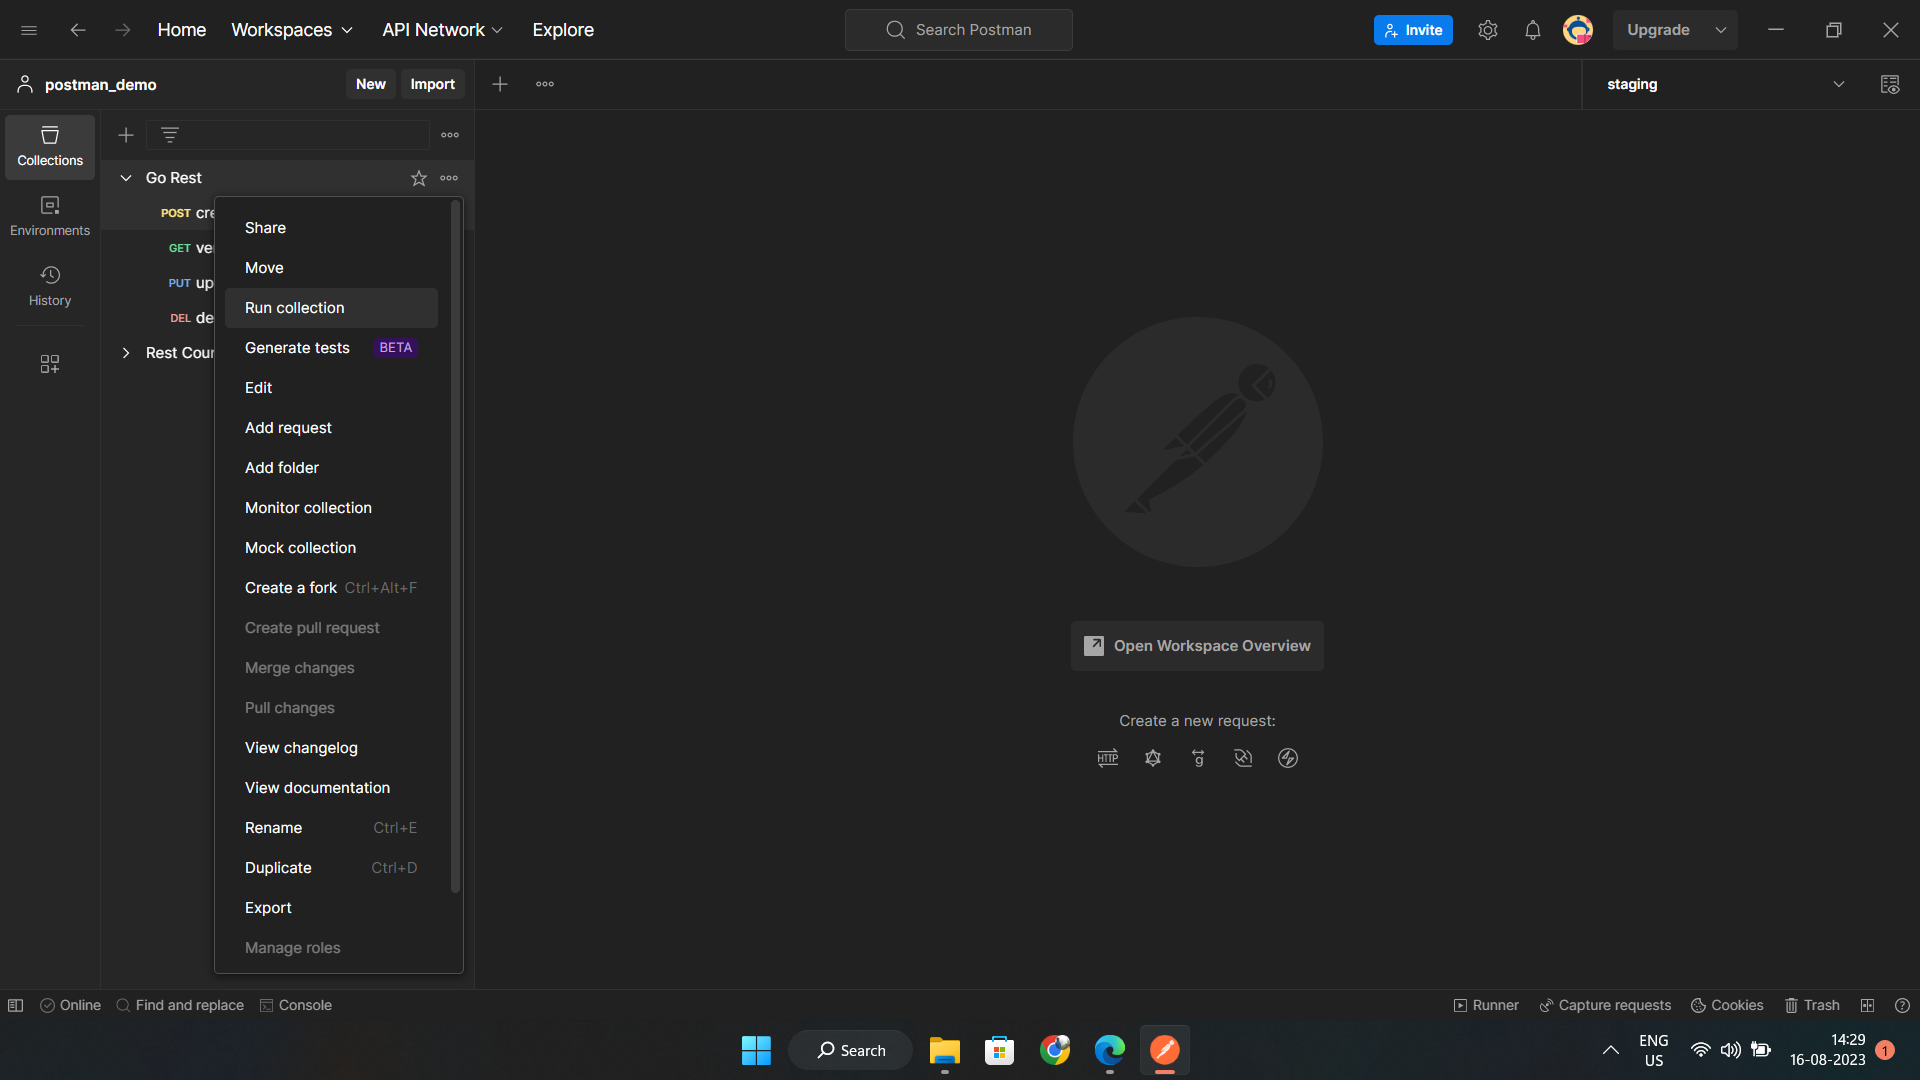 Home
Workspaces
API Network
Explore
Search Postman
Invite
Upgrade
postman_demo
New
Import
staging
Collections
Environments
History
Go Rest
POST cre
GET ve
PUT up
DEL de
Rest Cour
Share
Move
Run collection
Generate tests BETA
Edit
Add request
Add folder
Monitor collection
Mock collection
Create a fork Ctrl+Alt+F
Create pull request
Merge changes
Pull changes
View changelog
View documentation
Rename Ctrl+E
Duplicate Ctrl+D
Export
Manage roles
Open Workspace Overview
Create a new request:
HTTP
g
Online
Find and replace
Console
Runner
Capture requests
Cookies
Trash
Search
ENG
US
14:29
16-08-2023
1